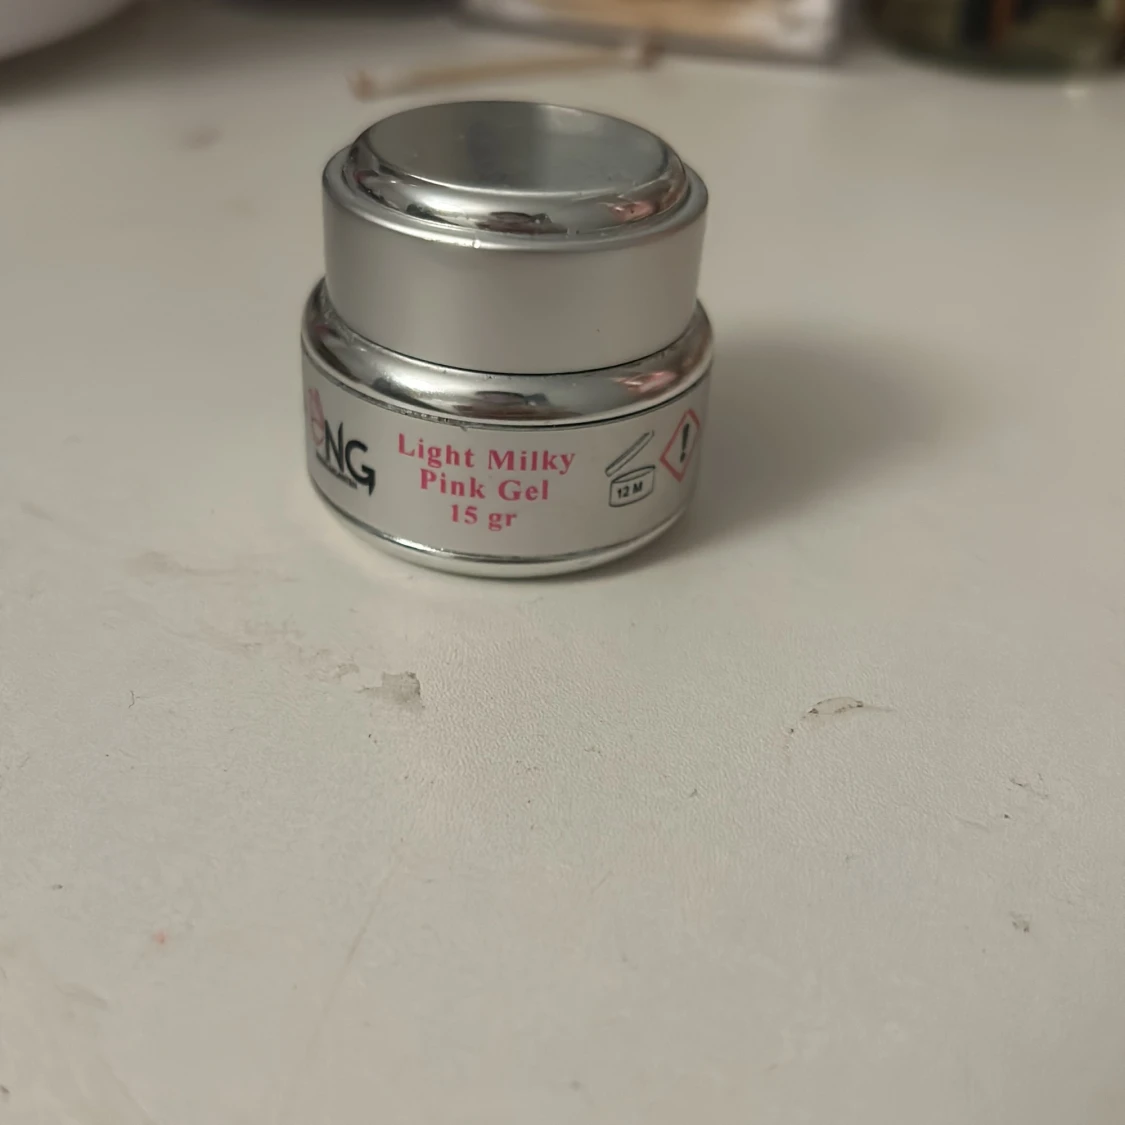 NG
Light Milky
Pink Gel
15 gr
12 M
!